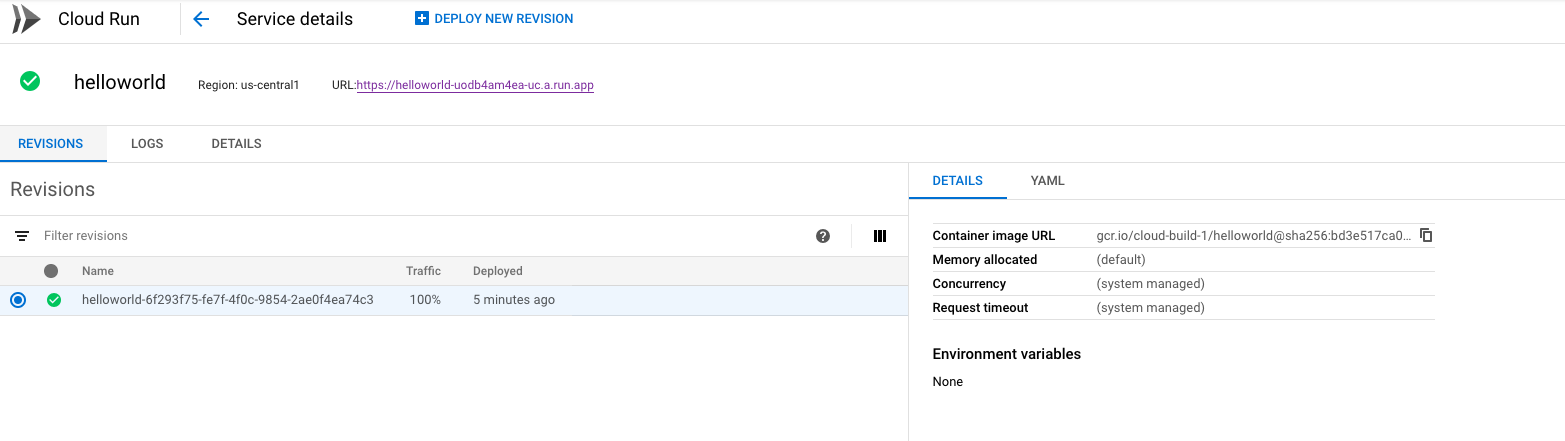 Cloud Run Service details DEPLOY NEW REVISION
helloworld Region: us-central1 URL:https://helloworld-uodb4am4ea-uc.a.run.app
REVISIONS LOGS DETAILS
Revisions
Filter revisions
Name Traffic Deployed
helloworld-6f293f75-fe7f-4f0c-9854-2ae0f4ea74c3 100% 5 minutes ago
DETAILS YAML
Container image URL gcr.io/cloud-build-1/helloworld@sha256:bd3e517ca0...
Memory allocated (default)
Concurrency (system managed)
Request timeout (system managed)
Environment variables
None